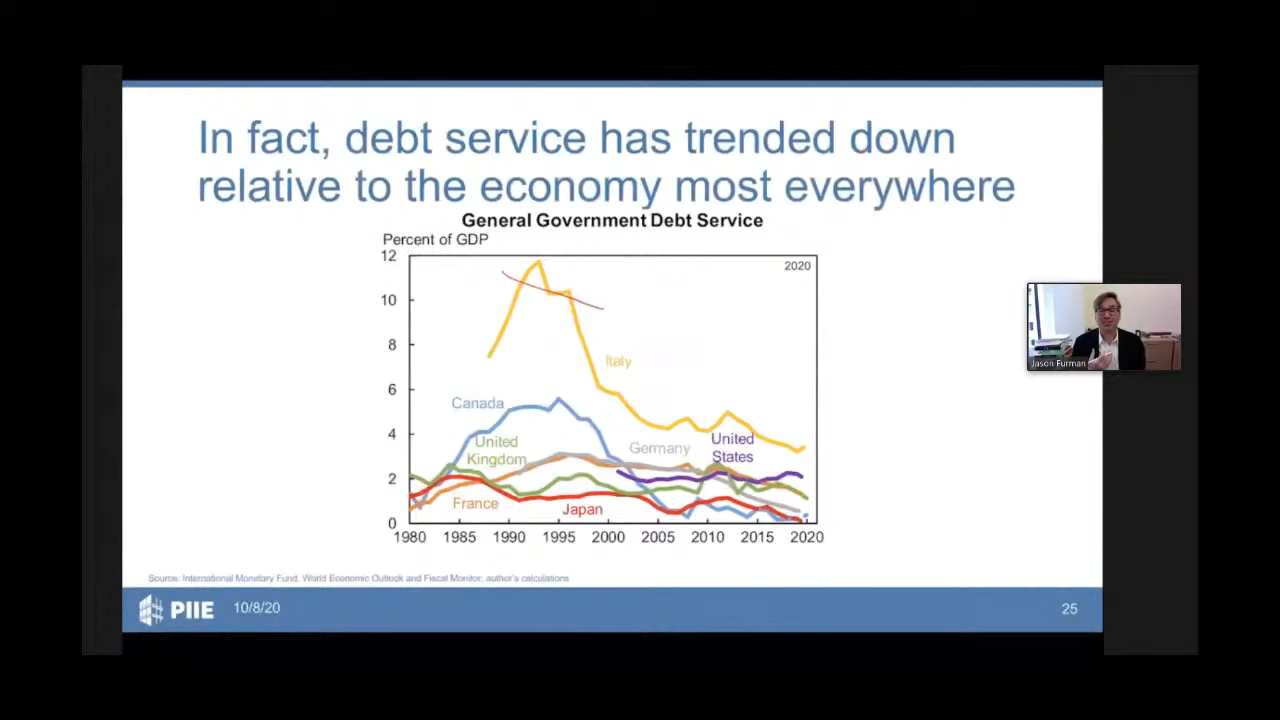 In fact, debt service has trended down
relative to the economy most everywhere
General Government Debt Service
Percent of GDP
12
2020
10
8
Italy
6
Canada
4
United
Kingdom
Germany
United
States
2
France
Japan
0
1980 1985 1990 1995 2000 2005 2010 2015 2020
Jason Furman
Source: International Monetary Fund, World Economic Outlook and Fiscal Monitor; author's calculations
PIIE
10/8/20
25